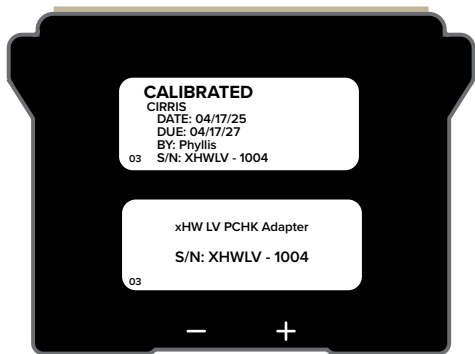 CALIBRATED
CIRRIS
DATE: 04/17/25
DUE: 04/17/27
BY: Phyllis
03 S/N: XHWLV - 1004
xHW LV PCHK Adapter
S/N: XHWLV - 1004
03
− +